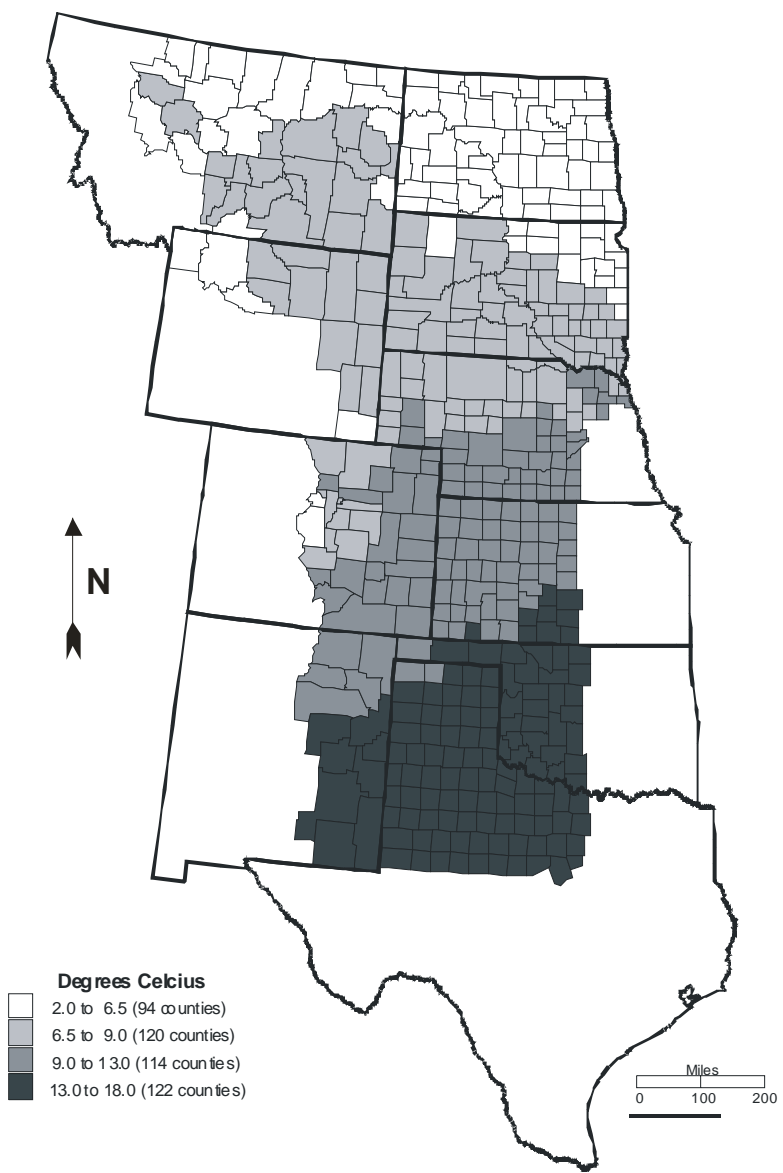 N
Degrees Celcius
2.0 to 6.5 (94 counties)
6.5 to 9.0 (120 counties)
9.0 to 13.0 (114 counties)
13.0 to 18.0 (122 counties)
Miles
0 100 200